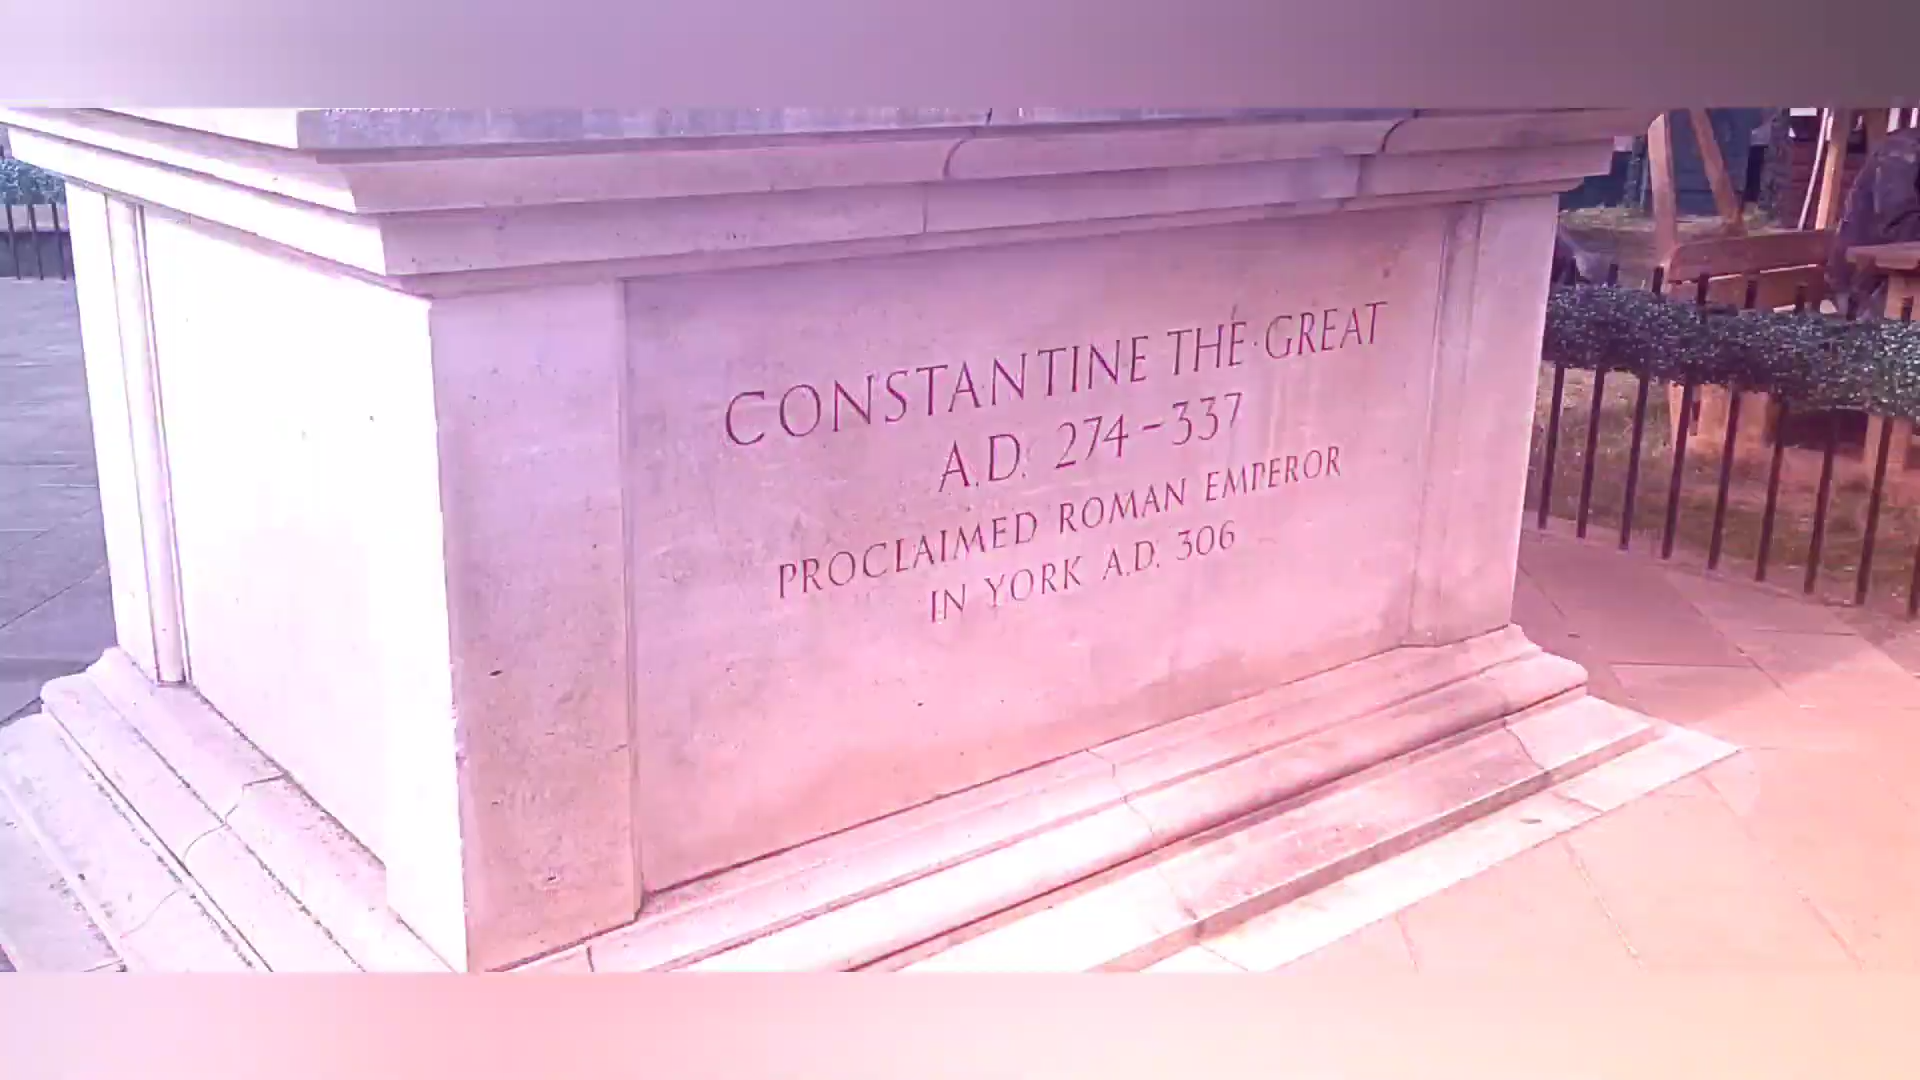 CONSTANTINE THE GREAT
A.D. 274-337
PROCLAIMED ROMAN EMPEROR
IN YORK A.D. 306